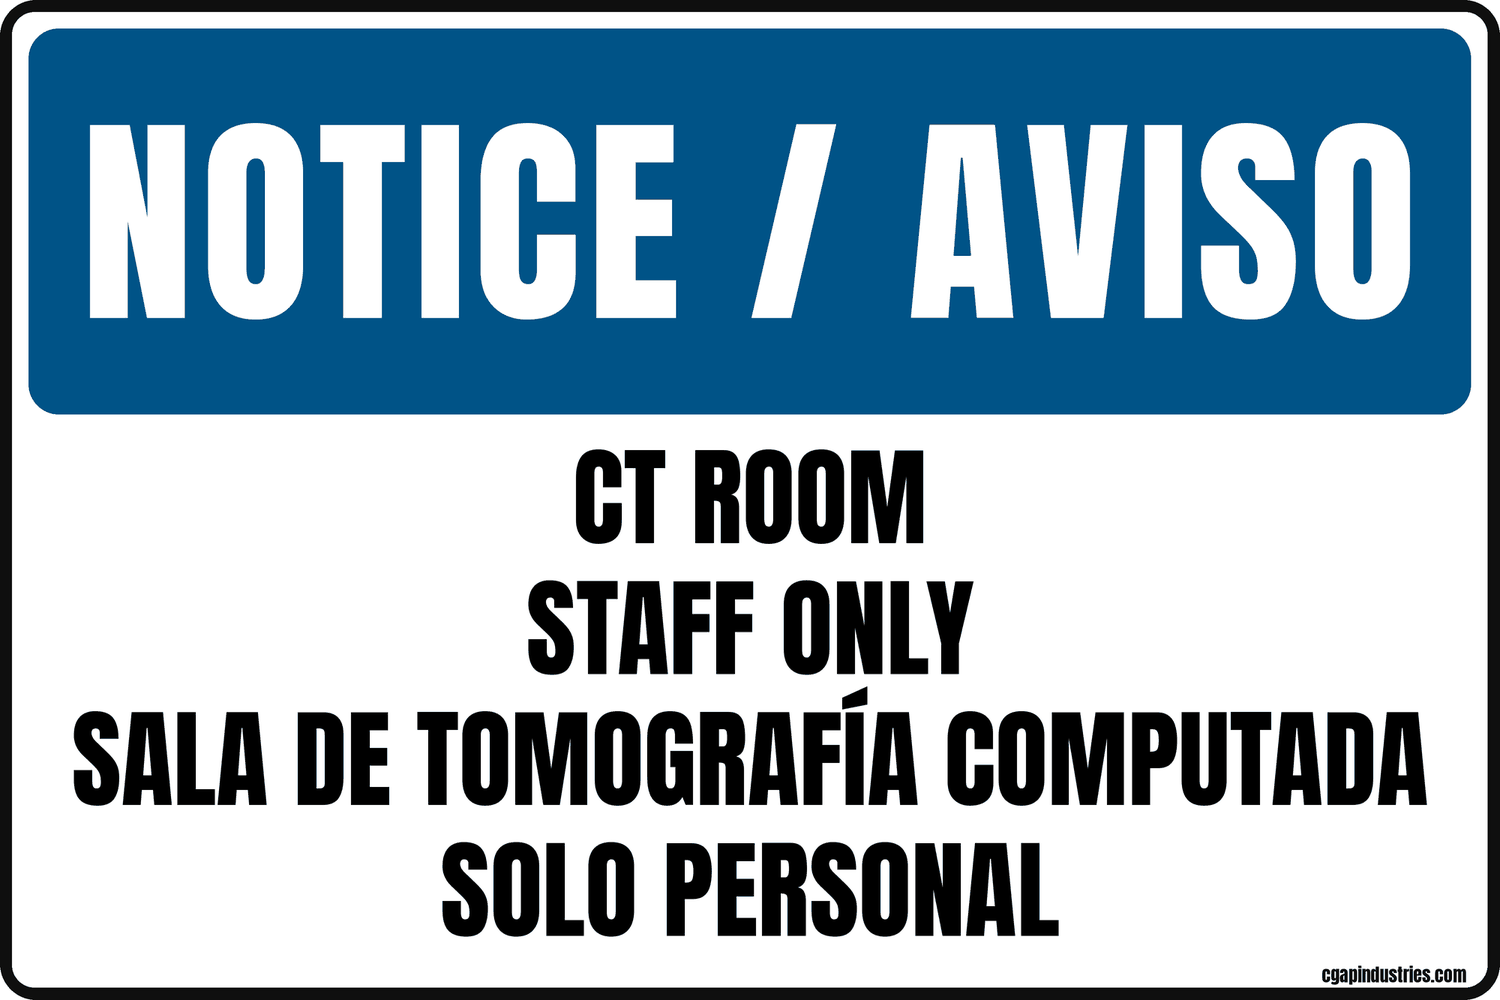 NOTICE / AVISO
CT ROOM
STAFF ONLY
SALA DE TOMOGRAFÍA COMPUTADA
SOLO PERSONAL
cgapindustries.com